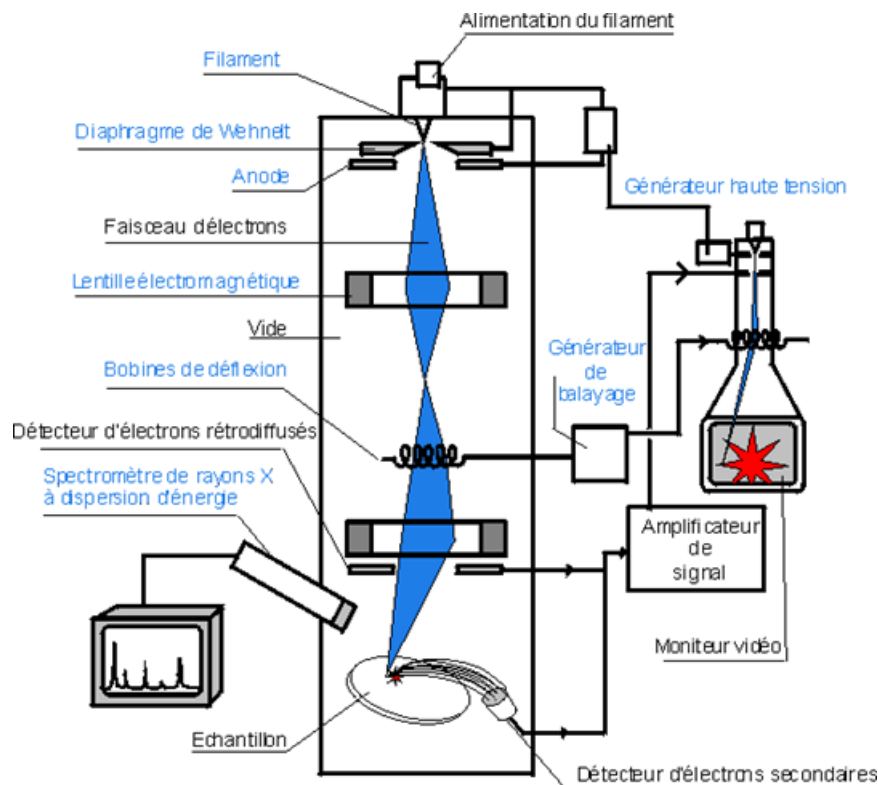 Alimentation du filament
Filament
Diaphragme de Wehnelt
Anode
Générateur haute tension
Faisceau délectrons
Lentille électromagnétique
Vide
Générateur
de
balayage
Bobines de déflexion
Détecteur d'électrons rétrodiffusés
Spectromètre de rayons X
à dispersion d'énergie
Amplificateur
de
signal
Moniteur vidéo
Echantillon
Détecteur d'électrons secondaires